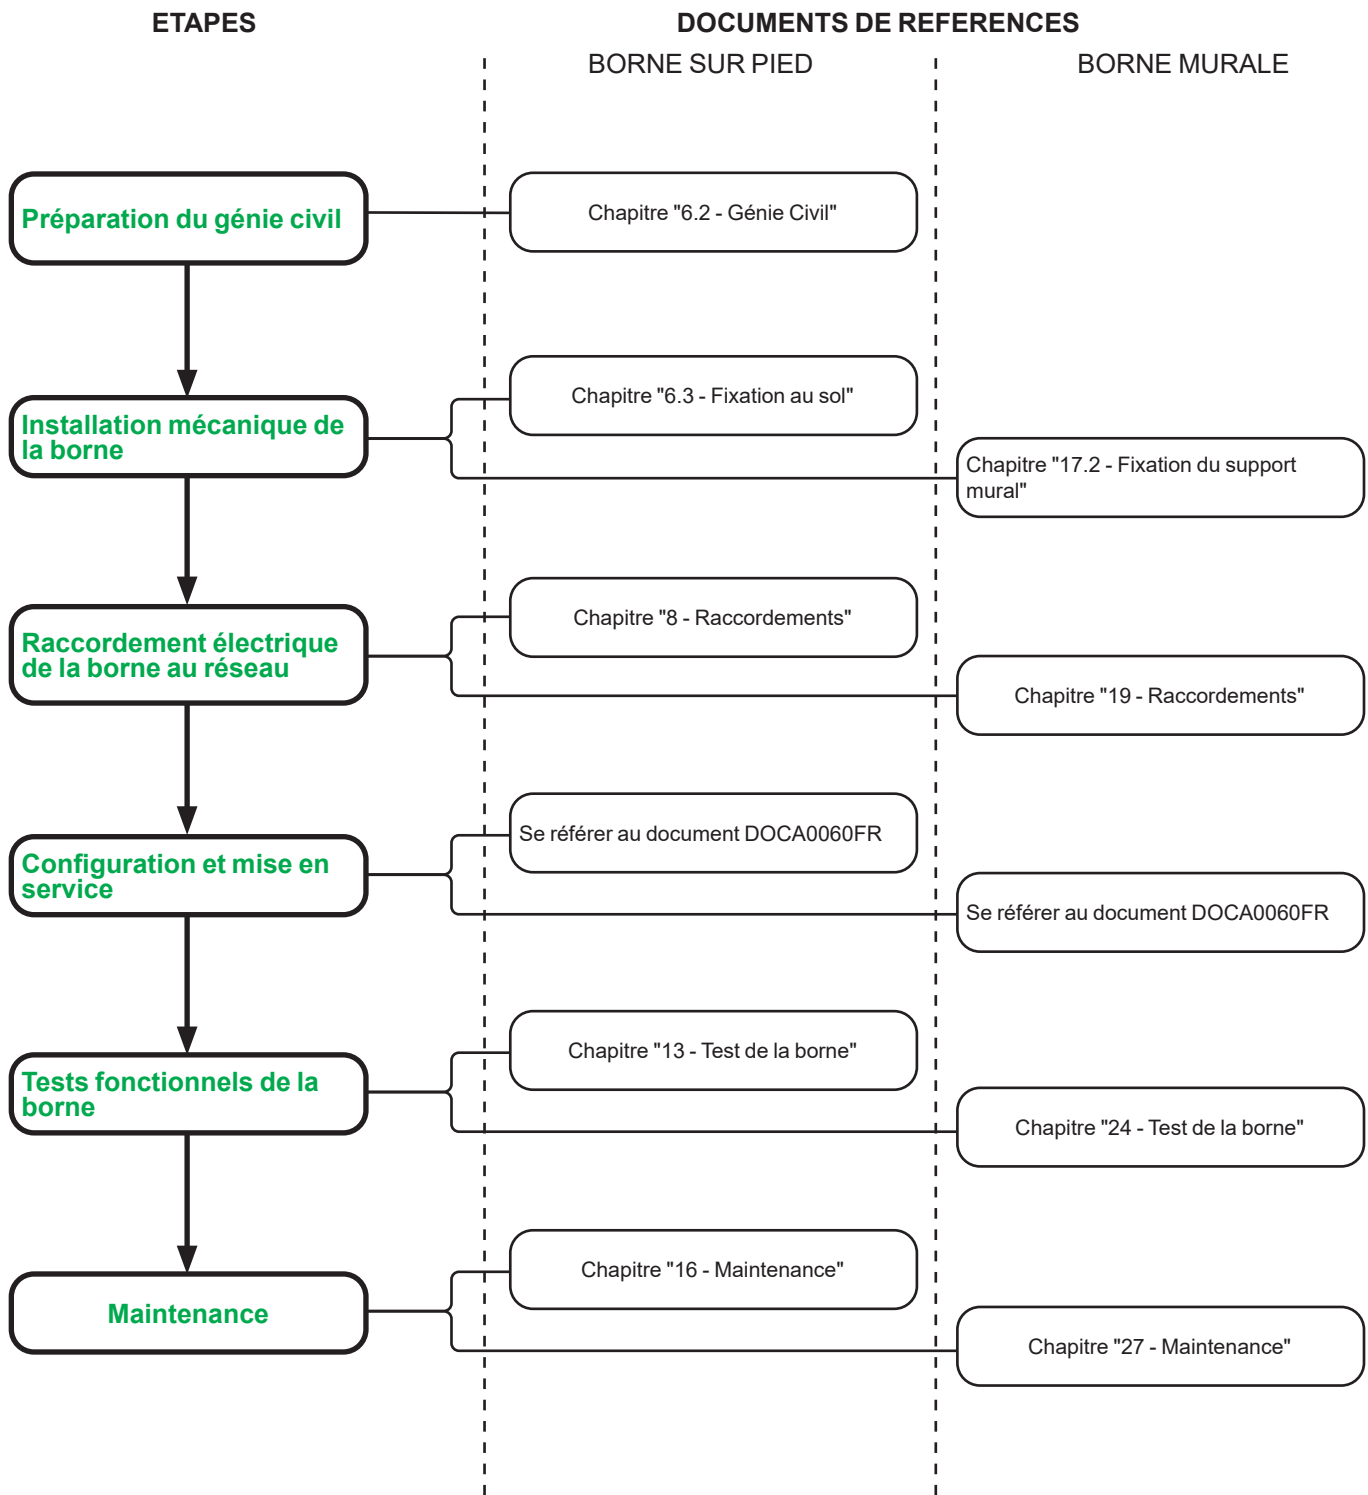 ETAPES
DOCUMENTS DE REFERENCES
BORNE SUR PIED
BORNE MURALE
Préparation du génie civil
Chapitre "6.2 - Génie Civil"
Installation mécanique de
la borne
Chapitre "6.3 - Fixation au sol"
Chapitre "17.2 - Fixation du support
mural"
Raccordement électrique
de la borne au réseau
Chapitre "8 - Raccordements"
Chapitre "19 - Raccordements"
Configuration et mise en
service
Se référer au document DOCA0060FR
Se référer au document DOCA0060FR
Tests fonctionnels de la
borne
Chapitre "13 - Test de la borne"
Chapitre "24 - Test de la borne"
Maintenance
Chapitre "16 - Maintenance"
Chapitre "27 - Maintenance"